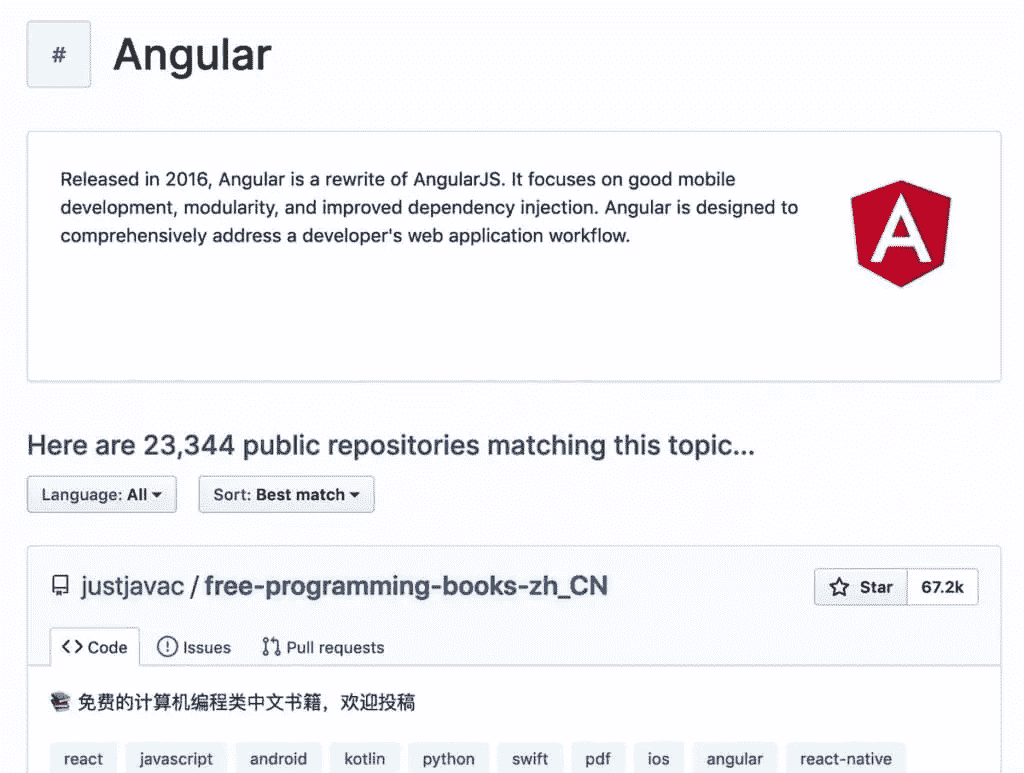 # Angular
Released in 2016, Angular is a rewrite of AngularJS. It focuses on good mobile
development, modularity, and improved dependency injection. Angular is designed to
comprehensively address a developer's web application workflow.
A
Here are 23,344 public repositories matching this topic...
Language: All Sort: Best match
justjavac / free-programming-books-zh_CN Star 67.2k
Code Issues Pull requests
免费的计算机编程类中文书籍，欢迎投稿
react javascript android kotlin python swift pdf ios angular react-native